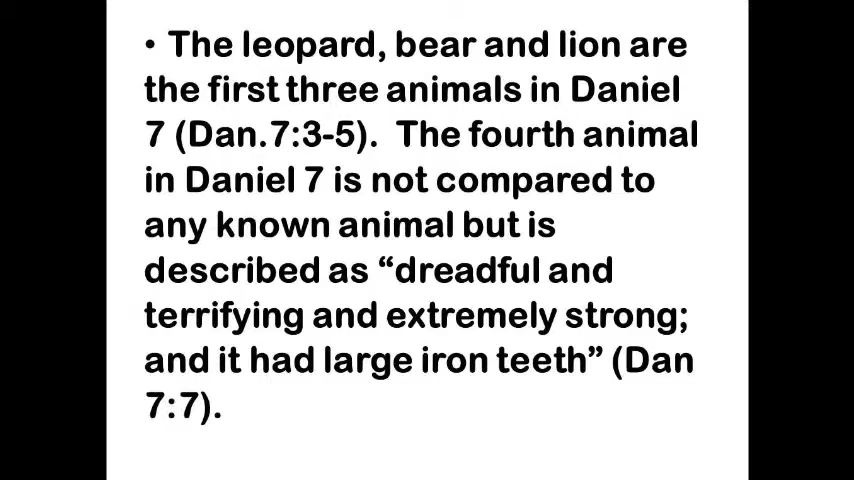 • The leopard, bear and lion are
the first three animals in Daniel
7 (Dan.7:3-5).  The fourth animal
in Daniel 7 is not compared to
any known animal but is
described as “dreadful and
terrifying and extremely strong;
and it had large iron teeth” (Dan
7:7).